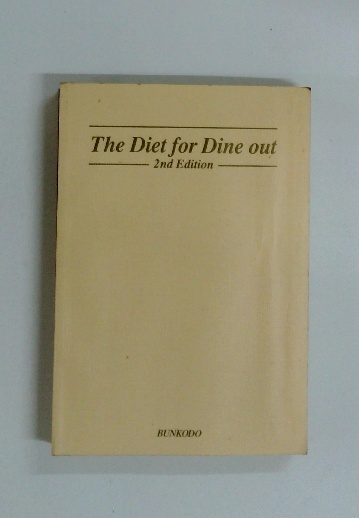 The Diet for Dine out
2nd Edition
BUNKODO